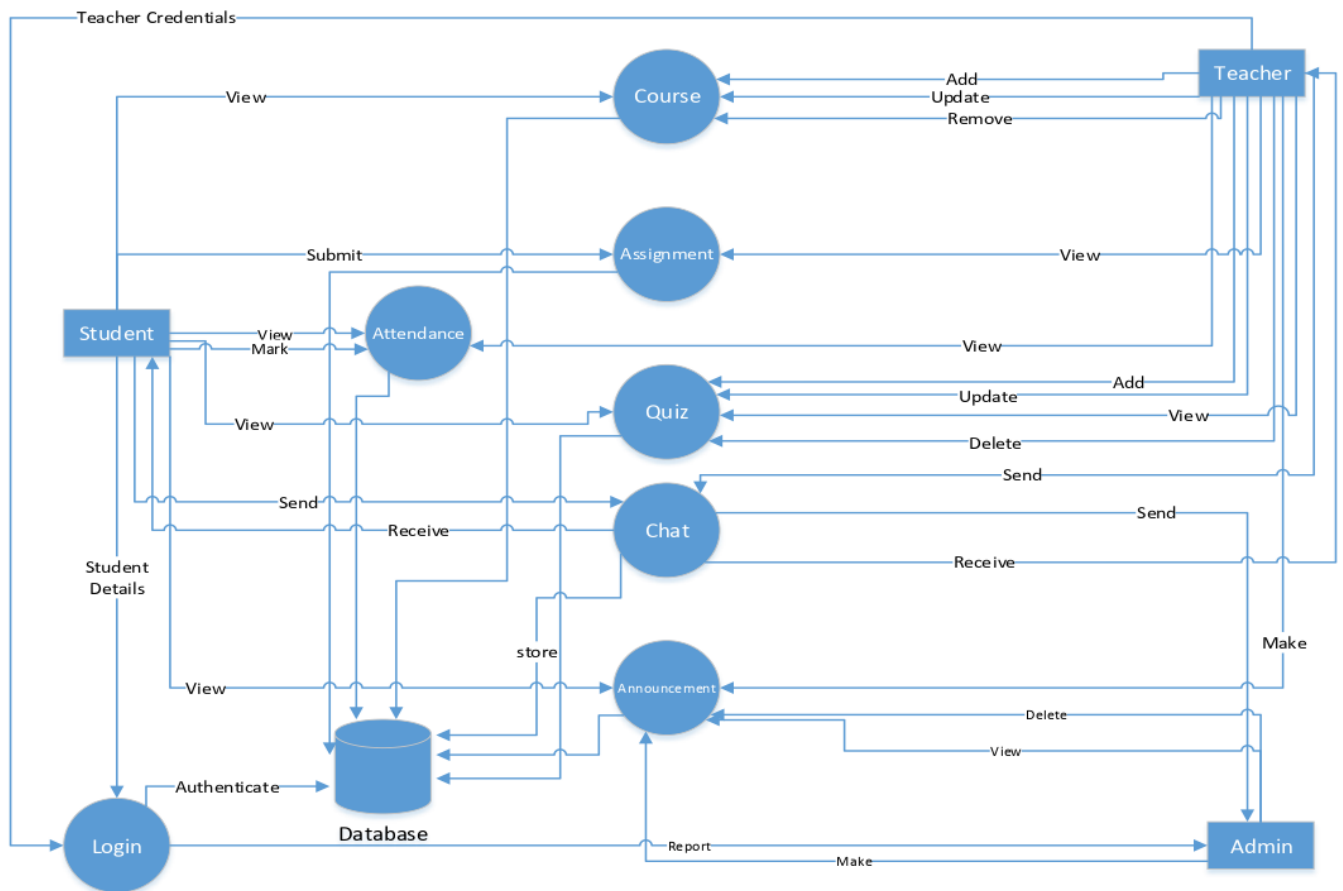 Teacher Credentials
Teacher
Add
Course
View
Update
Remove
Submit
Assignment
View
Student
View
Attendance
Mark
View
Add
Update
Quiz
View
View
Delete
Send
Send
Send
Chat
Receive
Receive
Student
Details
store
Make
View
Announcement
Delete
View
Authenticate
Database
Login
Report
Admin
Make